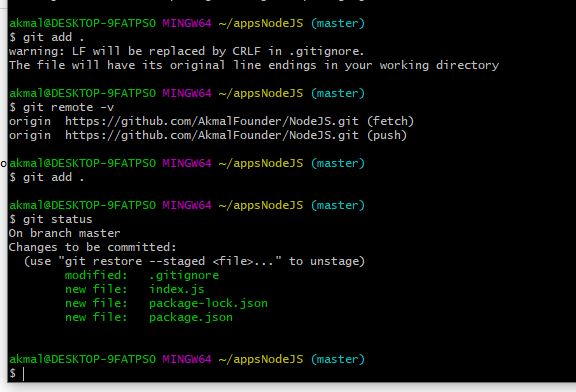 akmal@DESKTOP-9FATPSO MINGW64 ~/appsNodeJS (master)
$ git add .
warning: LF will be replaced by CRLF in .gitignore.
The file will have its original line endings in your working directory
akmal@DESKTOP-9FATPSO MINGW64 ~/appsNodeJS (master)
$ git remote -v
origin  https://github.com/AkmalFounder/NodeJS.git (fetch)
origin  https://github.com/AkmalFounder/NodeJS.git (push)
akmal@DESKTOP-9FATPSO MINGW64 ~/appsNodeJS (master)
$ git add .
akmal@DESKTOP-9FATPSO MINGW64 ~/appsNodeJS (master)
$ git status
On branch master
Changes to be committed:
  (use "git restore --staged <file>..." to unstage)
        modified:   .gitignore
        new file:   index.js
        new file:   package-lock.json
        new file:   package.json
akmal@DESKTOP-9FATPSO MINGW64 ~/appsNodeJS (master)
$